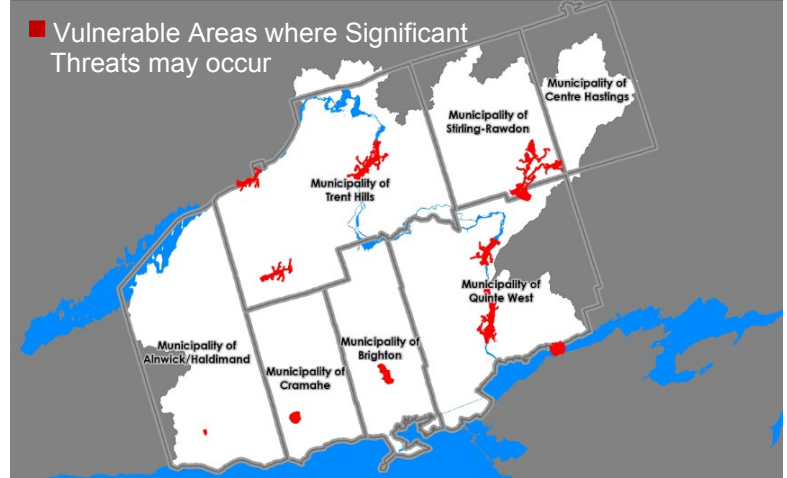 Vulnerable Areas where Significant
Threats may occur
Municipality of
Centre Hastings
Municipality of
Stirling-Rawdon
Municipality of
Trent Hills
Municipality of
Quinte West
Municipality of
Alnwick/Haldimand
Municipality of
Brighton
Municipality of
Cramahe